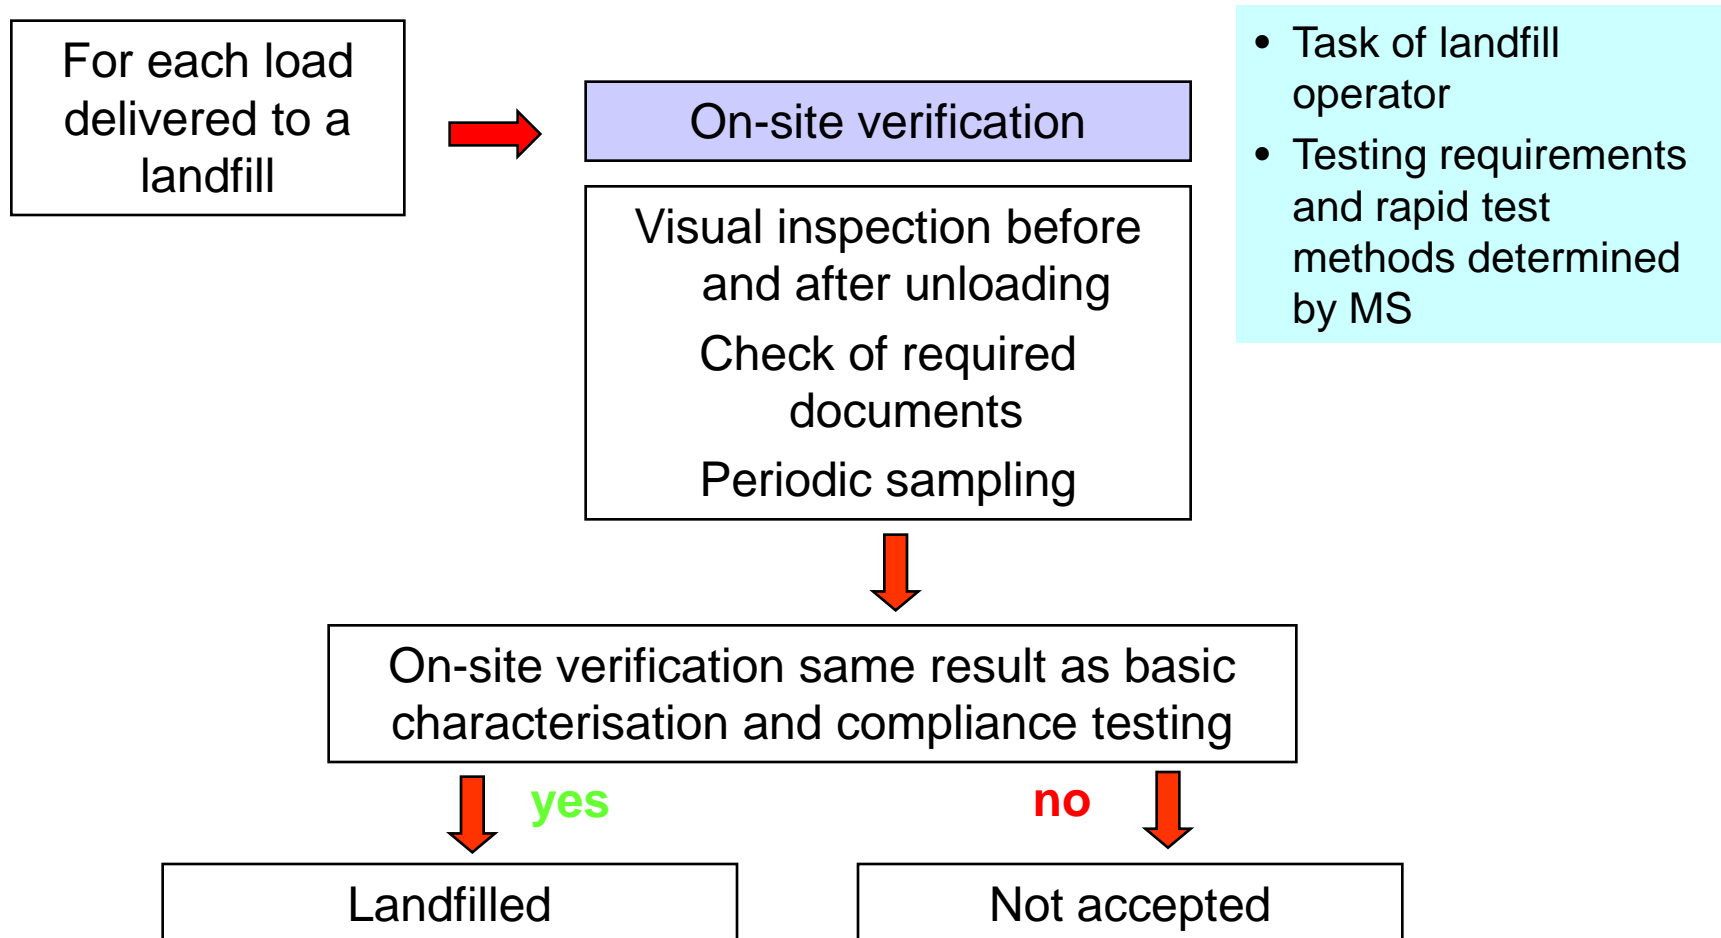 For each load
delivered to a
landfill
On-site verification
Visual inspection before
and after unloading
Check of required
documents
Periodic sampling
• Task of landfill
operator
• Testing requirements
and rapid test
methods determined
by MS
On-site verification same result as basic
characterisation and compliance testing
yes
no
Landfilled
Not accepted